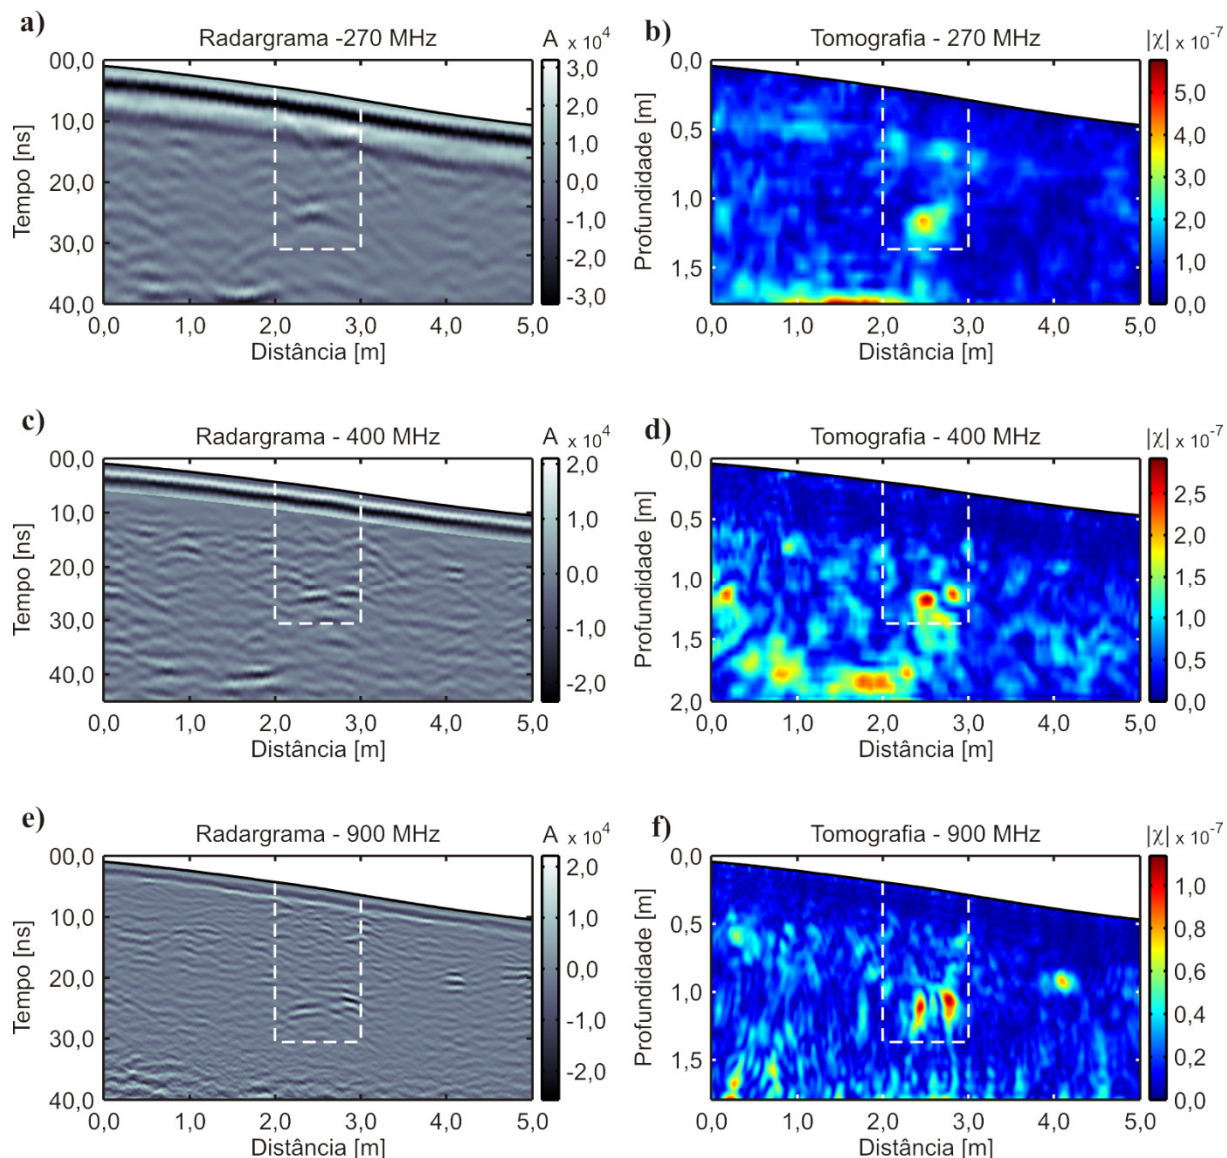 a)
Radargrama -270 MHz
A x 10⁴
Tempo [ns]
00,0
10,0
20,0
30,0
40,0
0,0 1,0 2,0 3,0 4,0 5,0
Distância [m]
3,0
2,0
1,0
0,0
-1,0
-2,0
-3,0
b)
Tomografia - 270 MHz
|χ| x 10⁻⁷
Profundidade [m]
0,0
0,5
1,0
1,5
0,0 1,0 2,0 3,0 4,0 5,0
Distância [m]
5,0
4,0
3,0
2,0
1,0
0,0
c)
Radargrama - 400 MHz
A x 10⁴
Tempo [ns]
00,0
10,0
20,0
30,0
40,0
0,0 1,0 2,0 3,0 4,0 5,0
Distância [m]
2,0
1,0
0,0
-1,0
-2,0
d)
Tomografia - 400 MHz
|χ| x 10⁻⁷
Profundidade [m]
0,0
0,5
1,0
1,5
2,0
0,0 1,0 2,0 3,0 4,0 5,0
Distância [m]
2,5
2,0
1,5
1,0
0,5
0,0
e)
Radargrama - 900 MHz
A x 10⁴
Tempo [ns]
00,0
10,0
20,0
30,0
40,0
0,0 1,0 2,0 3,0 4,0 5,0
Distância [m]
2,0
1,0
0,0
-1,0
-2,0
f)
Tomografia - 900 MHz
|χ| x 10⁻⁷
Profundidade [m]
0,0
0,5
1,0
1,5
0,0 1,0 2,0 3,0 4,0 5,0
Distância [m]
1,0
0,8
0,6
0,4
0,2
0,0